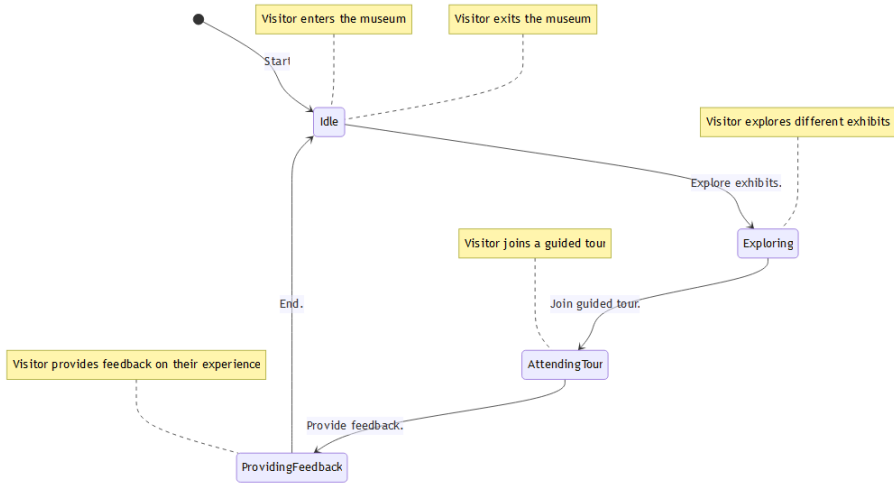 Visitor enters the museum
Visitor exits the museum
Start
Idle
Visitor explores different exhibits
Explore exhibits.
Exploring
Visitor joins a guided tour
Join guided tour.
AttendingTour
End.
Visitor provides feedback on their experience
Provide feedback.
ProvidingFeedback